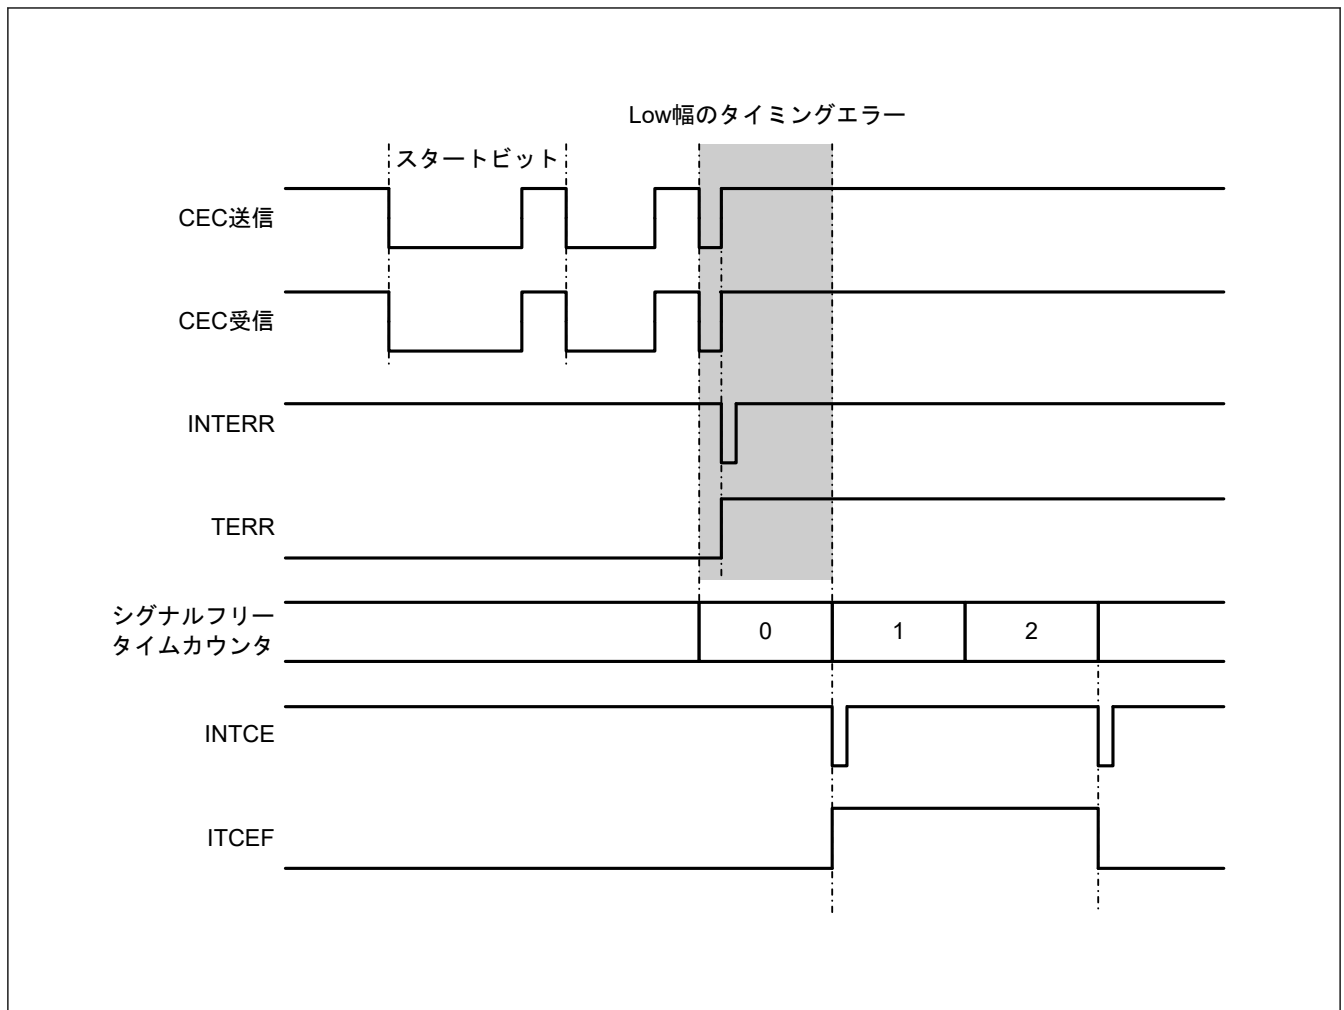 Low幅のタイミングエラー
スタートビット
CEC送信
CEC受信
INTERR
TERR
シグナルフリー
タイムカウンタ
0
1
2
INTCE
ITCEF